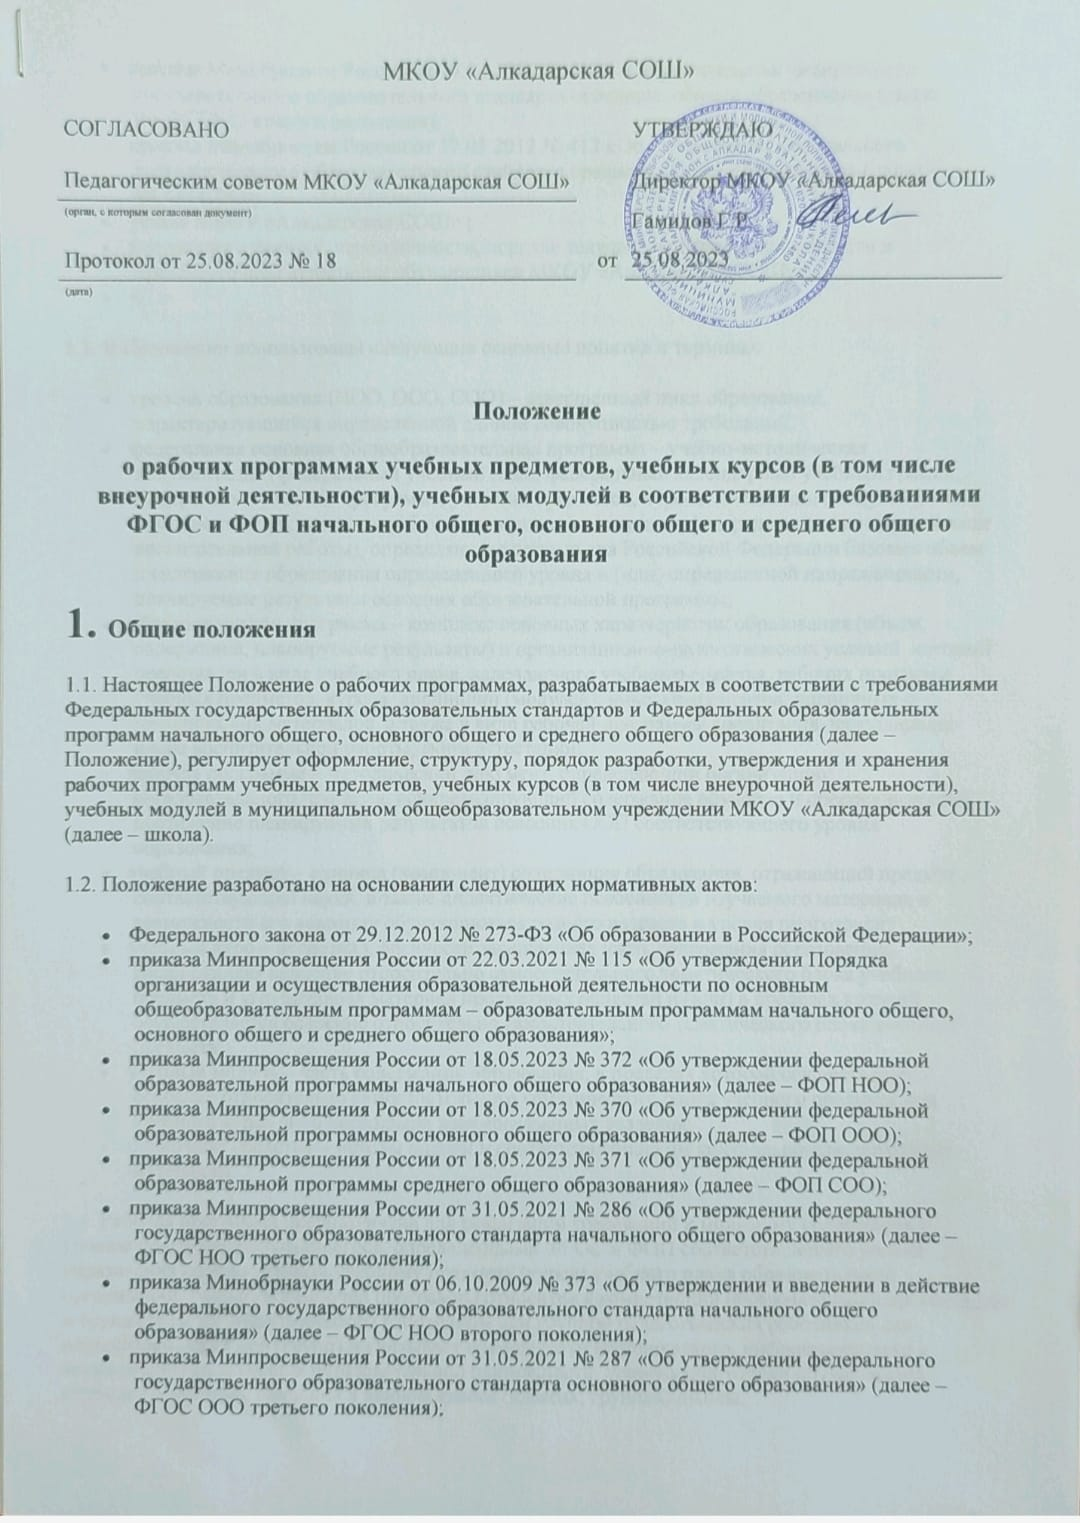 МКОУ «Алкадарская СОШ»
СОГЛАСОВАНО
УТВЕРЖДАЮ
Педагогическим советом МКОУ «Алкадарская СОШ»
Директор МКОУ «Алкадарская СОШ»
(орган, с которым согласован документ)
Гамидов Г.Р.
Протокол от 25.08.2023 № 18
от 25.08.2023
(дата)
Положение
о рабочих программах учебных предметов, учебных курсов (в том числе
внеурочной деятельности), учебных модулей в соответствии с требованиями
ФГОС и ФОП начального общего, основного общего и среднего общего
образования
1. Общие положения
1.1. Настоящее Положение о рабочих программах, разрабатываемых в соответствии с требованиями
Федеральных государственных образовательных стандартов и Федеральных образовательных
программ начального общего, основного общего и среднего общего образования (далее –
Положение), регулирует оформление, структуру, порядок разработки, утверждения и хранения
рабочих программ учебных предметов, учебных курсов (в том числе внеурочной деятельности),
учебных модулей в муниципальном общеобразовательном учреждении МКОУ «Алкадарская СОШ»
(далее – школа).
1.2. Положение разработано на основании следующих нормативных актов:
• Федерального закона от 29.12.2012 № 273-ФЗ «Об образовании в Российской Федерации»;
• приказа Минпросвещения России от 22.03.2021 № 115 «Об утверждении Порядка
организации и осуществления образовательной деятельности по основным
общеобразовательным программам – образовательным программам начального общего,
основного общего и среднего общего образования»;
• приказа Минпросвещения России от 18.05.2023 № 372 «Об утверждении федеральной
образовательной программы начального общего образования» (далее – ФОП НОО);
• приказа Минпросвещения России от 18.05.2023 № 370 «Об утверждении федеральной
образовательной программы основного общего образования» (далее – ФОП ООО);
• приказа Минпросвещения России от 18.05.2023 № 371 «Об утверждении федеральной
образовательной программы среднего общего образования» (далее – ФОП СОО);
• приказа Минпросвещения России от 31.05.2021 № 286 «Об утверждении федерального
государственного образовательного стандарта начального общего образования» (далее –
ФГОС НОО третьего поколения);
• приказа Минобрнауки России от 06.10.2009 № 373 «Об утверждении и введении в действие
федерального государственного образовательного стандарта начального общего
образования» (далее – ФГОС НОО второго поколения);
• приказа Минпросвещения России от 31.05.2021 № 287 «Об утверждении федерального
государственного образовательного стандарта основного общего образования» (далее –
ФГОС ООО третьего поколения);